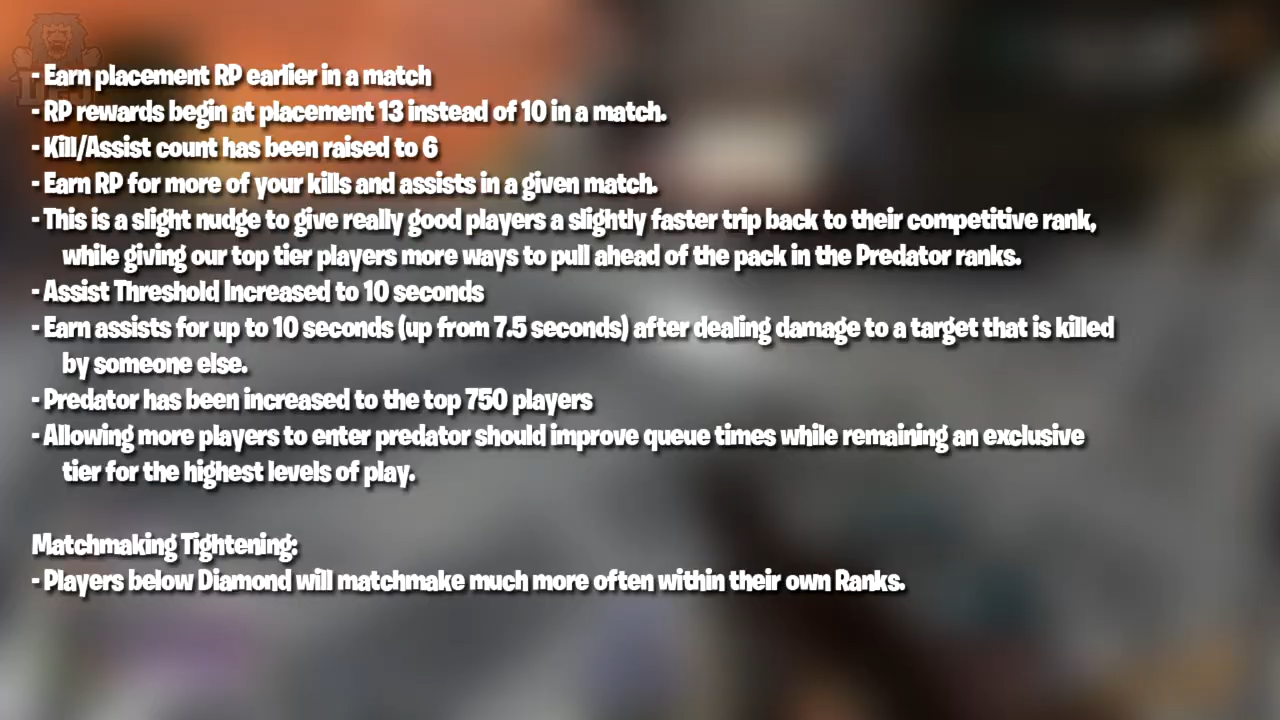 - Earn placement RP earlier in a match
- RP rewards begin at placement 13 instead of 10 in a match.
- Kill/Assist count has been raised to 6
- Earn RP for more of your kills and assists in a given match.
- This is a slight nudge to give really good players a slightly faster trip back to their competitive rank,
while giving our top tier players more ways to pull ahead of the pack in the Predator ranks.
- Assist Threshold Increased to 10 seconds
- Earn assists for up to 10 seconds (up from 7.5 seconds) after dealing damage to a target that is killed
by someone else.
- Predator has been increased to the top 750 players
- Allowing more players to enter predator should improve queue times while remaining an exclusive
tier for the highest levels of play.
Matchmaking Tightening:
- Players below Diamond will matchmake much more often within their own Ranks.